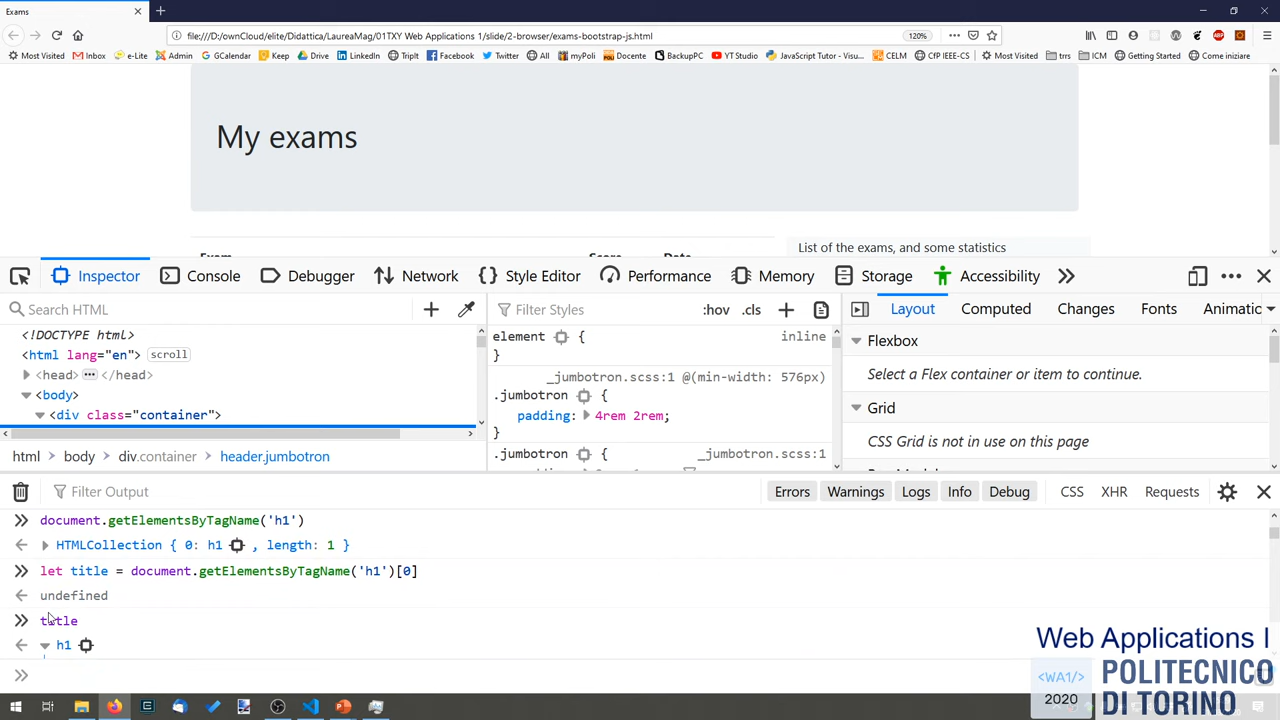 Exams
file:///D:/ownCloud/elite/Didattica/LaureaMag/01TXY Web Applications 1/slide/2-browser/exams-bootstrap-js.html
120%
Most Visited
Inbox
e-Lite
Admin
GCalendar
Keep
Drive
LinkedIn
TripIt
Facebook
Twitter
All
myPoli
Docente
BackupPC
YT Studio
JavaScript Tutor - Visu...
CELM
CfP IEEE-CS
Most Visited
trrs
ICM
Getting Started
Come iniziare
My exams
List of the exams, and some statistics
Exam Score Date
Inspector
Console
Debugger
Network
Style Editor
Performance
Memory
Storage
Accessibility
Search HTML
Filter Styles
:hov .cls
Layout
Computed
Changes
Fonts
Animatic
<!DOCTYPE html>
<html lang="en"> scroll
<head> ••• </head>
<body>
<div class="container">
html
body
div.container
header.jumbotron
element {
inline
}
_jumbotron.scss:1 @(min-width: 576px)
.jumbotron {
padding: 4rem 2rem;
}
.jumbotron {
_jumbotron.scss:1
Flexbox
Select a Flex container or item to continue.
Grid
CSS Grid is not in use on this page
Filter Output
Errors
Warnings
Logs
Info
Debug
CSS
XHR
Requests
document.getElementsByTagName('h1')
HTMLCollection { 0: h1 , length: 1 }
let title = document.getElementsByTagName('h1')[0]
undefined
title
h1
Web Applications I
<WA1/>
2020
POLITECNICO
DI TORINO